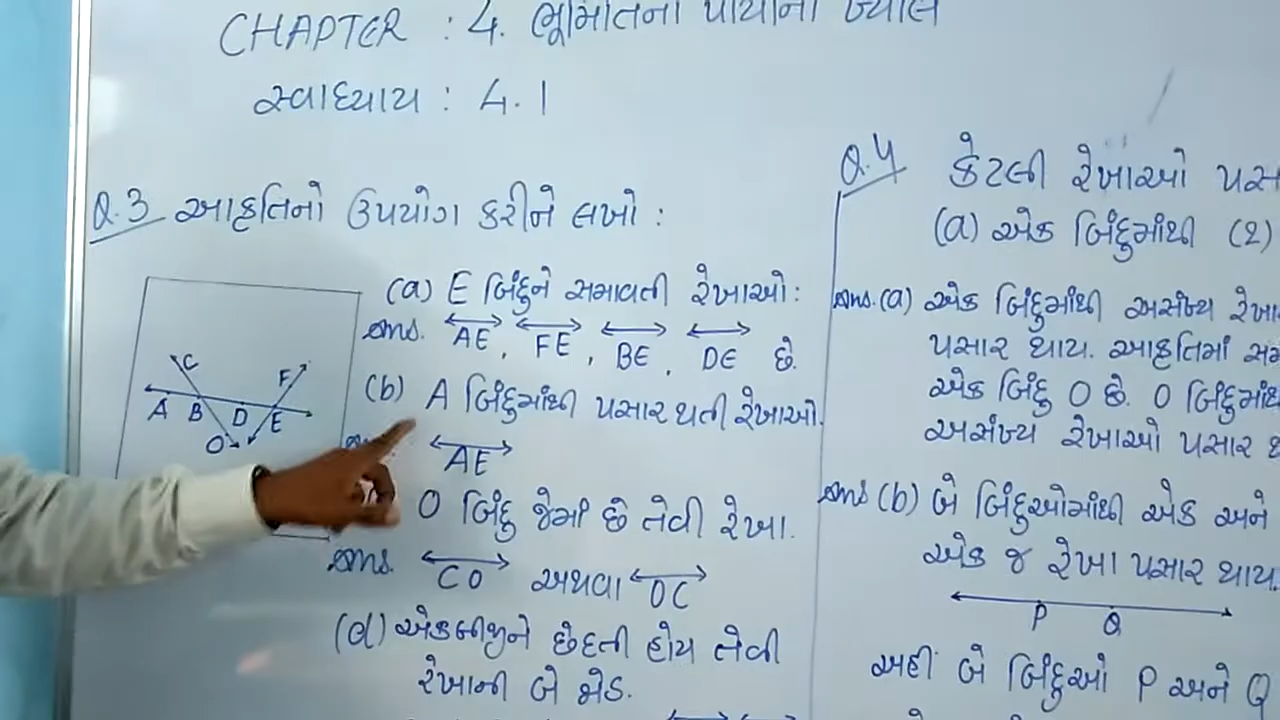 CHAPTER : 4. ભૂમિતિના પાયાના ખ્યાલ
સ્વાધ્યાય : 4.1
Q.3 આકૃતિનો ઉપયોગ કરીને લખો :
C
F
A B D E
O
(a) E બિંદુને સમાવતી રેખાઓ :
Ans. AE, FE, BE, DE છે.
(b) A બિંદુમાંથી પસાર થતી રેખાઓ.
AE
O બિંદુ જેમાં છે તેવી રેખા.
Ans. CO અથવા OC
(d) એકબીજીને છેદતી હોય તેવી
રેખાની બે જોડ.
Q.4 કેટલી રેખાઓ
(a) એક બિંદુમાંથી (2)
Ans. (a) એક બિંદુમાંથી અસંખ્ય
પસાર થાય. આકૃતિમાં
એક બિંદુ O છે. O
અસંખ્ય રેખાઓ પસાર
Ans (b) બે બિંદુઓમાંથી એક અને
એક જ રેખા પસાર થાય.
P Q
અહીં બે બિંદુઓ P અને Q